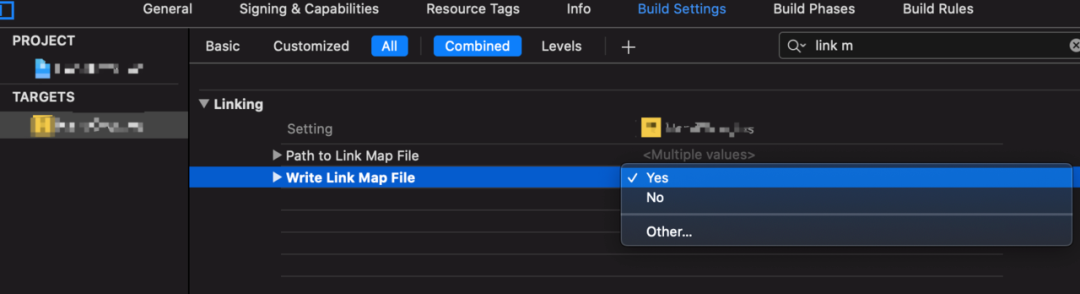 General Signing & Capabilities Resource Tags Info Build Settings Build Phases Build Rules
PROJECT
TARGETS
Basic Customized All Combined Levels + link m
Linking
Setting
Path to Link Map File <Multiple values>
Write Link Map File Yes
No
Other...